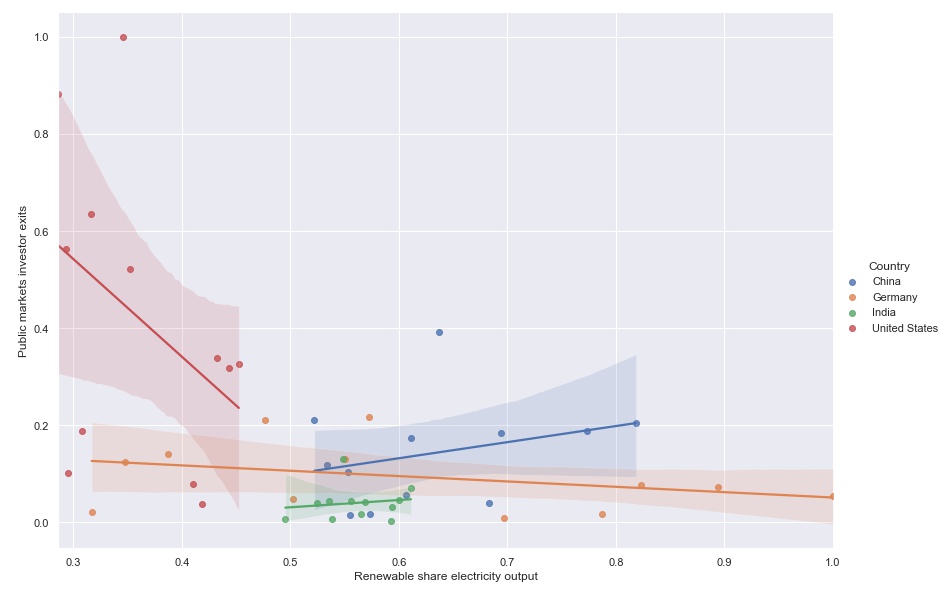 1.0
0.8
0.6
0.4
0.2
0.0
Public markets investor exits
0.3 0.4 0.5 0.6 0.7 0.8 0.9 1.0
Renewable share electricity output
Country
China
Germany
India
United States